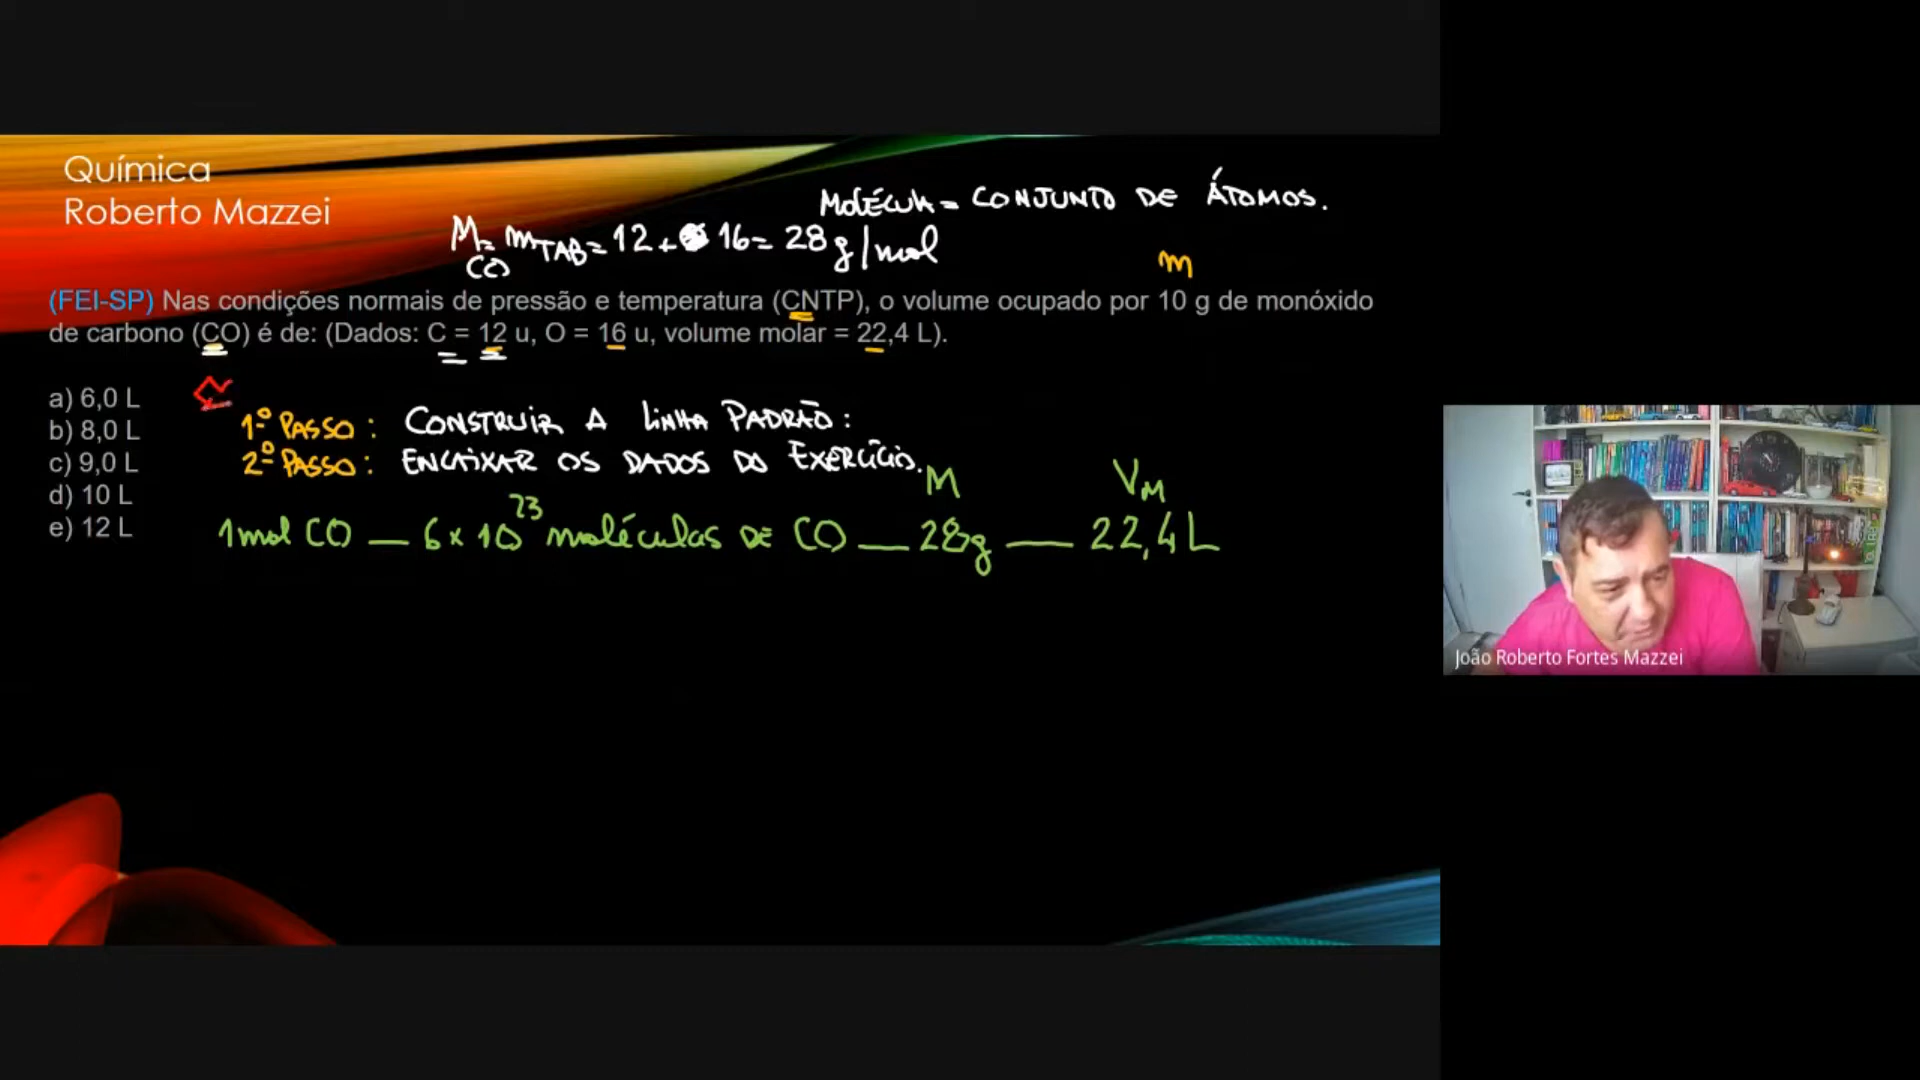 Química
Roberto Mazzei
MOLÉCULA = CONJUNTO DE ÁTOMOS.
M = mTAB = 12 + 16 = 28 g/mol
CO
m
(FEI-SP) Nas condições normais de pressão e temperatura (CNTP), o volume ocupado por 10 g de monóxido
de carbono (CO) é de: (Dados: C = 12 u, O = 16 u, volume molar = 22,4 L).
a) 6,0 L
b) 8,0 L
c) 9,0 L
d) 10 L
e) 12 L
1º PASSO: CONSTRUIR A LINHA PADRÃO:
2º PASSO: ENCAIXAR OS DADOS DO EXERCÍCIO.
M VM
1 mol CO — 6 x 10²³ moléculas DE CO — 28g — 22,4 L
João Roberto Fortes Mazzei